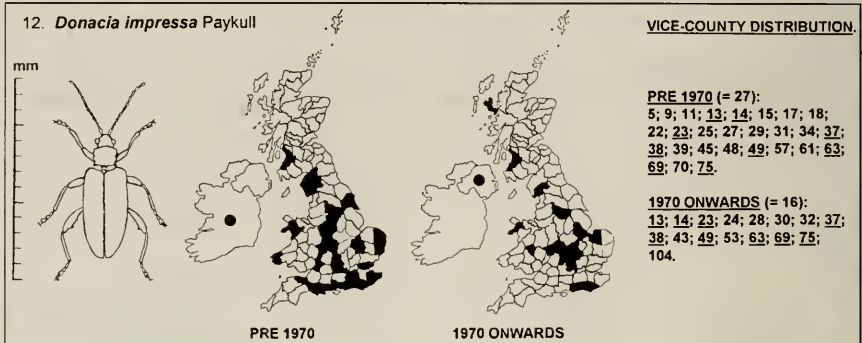 12. Donacia impressa Paykull
VICE-COUNTY DISTRIBUTION.
mm
PRE 1970 (= 27):
5; 9; 11; 13; 14; 15; 17; 18;
22; 23; 25; 27; 29; 31; 34; 37;
38; 39; 45; 48; 49; 57; 61; 63;
69; 70; 75.
1970 ONWARDS (= 16):
13; 14; 23; 24; 28; 30; 32; 37;
38; 43; 49; 53; 63; 69; 75;
104.
PRE 1970
1970 ONWARDS